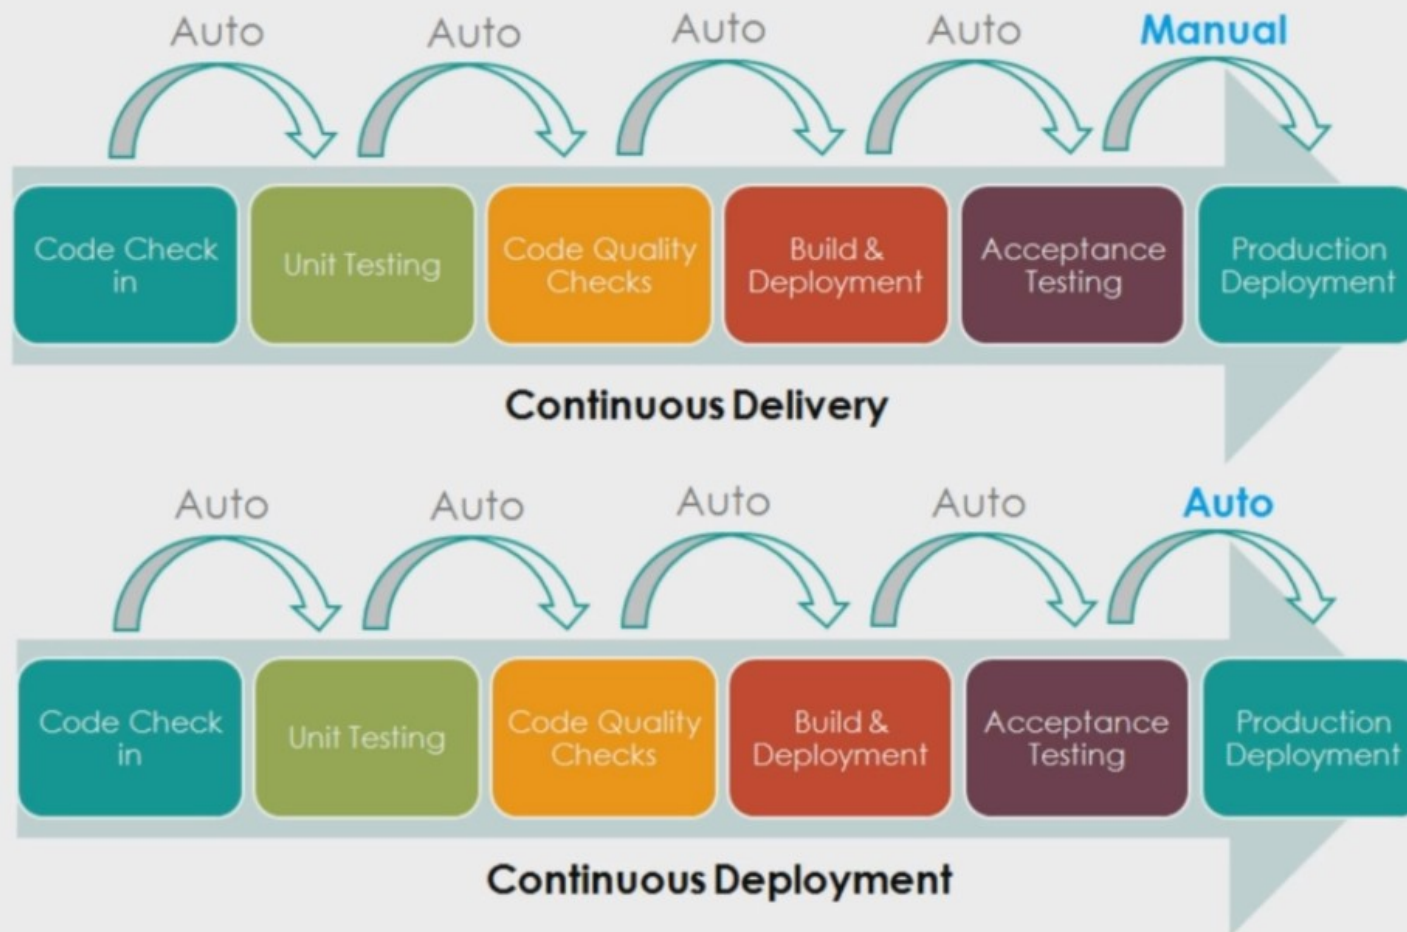 Auto Auto Auto Auto Manual
Code Check in
Unit Testing
Code Quality Checks
Build & Deployment
Acceptance Testing
Production Deployment
Continuous Delivery
Auto Auto Auto Auto Auto
Code Check in
Unit Testing
Code Quality Checks
Build & Deployment
Acceptance Testing
Production Deployment
Continuous Deployment